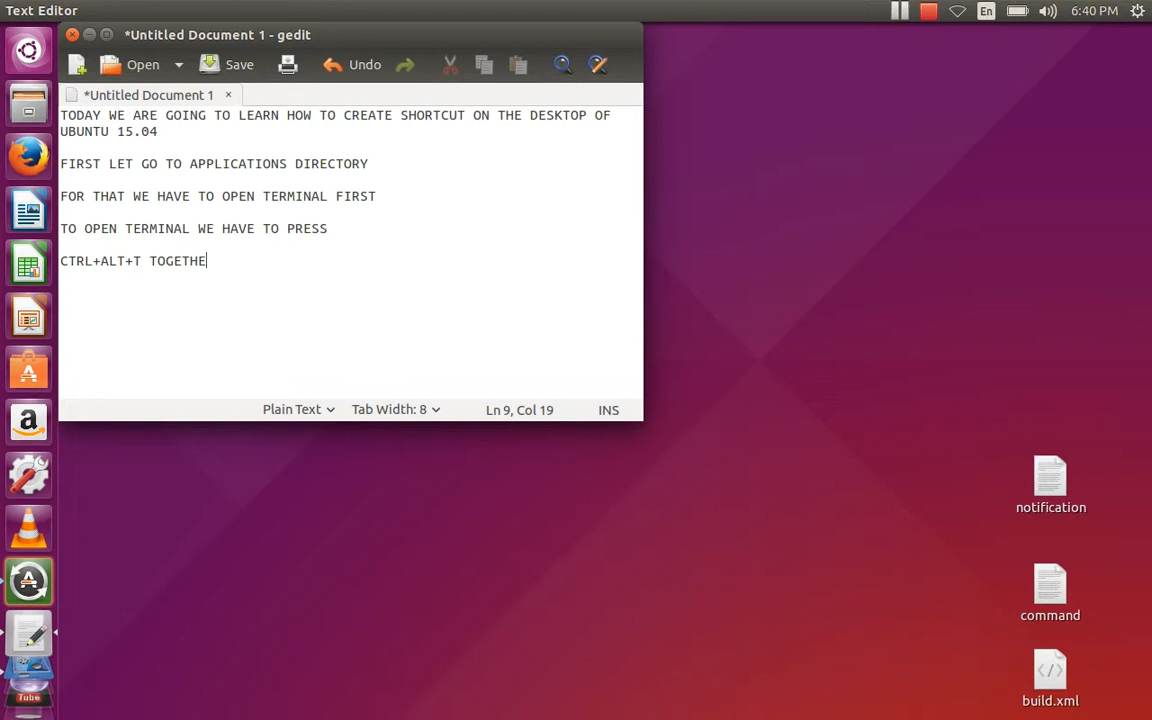 Text Editor
En
6:40 PM
*Untitled Document 1 - gedit
Open
Save
Undo
*Untitled Document 1 ×
TODAY WE ARE GOING TO LEARN HOW TO CREATE SHORTCUT ON THE DESKTOP OF
UBUNTU 15.04
FIRST LET GO TO APPLICATIONS DIRECTORY
FOR THAT WE HAVE TO OPEN TERMINAL FIRST
TO OPEN TERMINAL WE HAVE TO PRESS
CTRL+ALT+T TOGETHE
Plain Text
Tab Width: 8
Ln 9, Col 19
INS
notification
command
build.xml
Tube